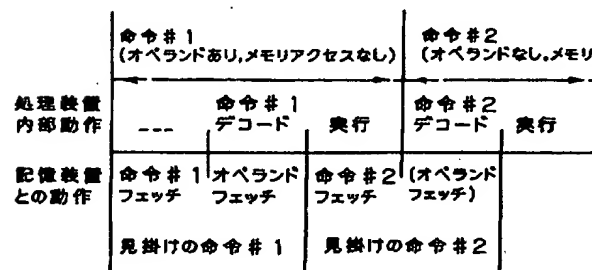 命令#1
(オペランドあり,メモリアクセスなし)
命令#2
(オペランドなし.メモリ
処理装置
内部動作
---
命令#1
デコード
実行
命令#2
デコード
実行
記憶装置
との動作
命令#1
フェッチ
オペランド
フェッチ
命令#2
フェッチ
(オペランド
フェッチ)
見掛けの命令#1
見掛けの命令#2